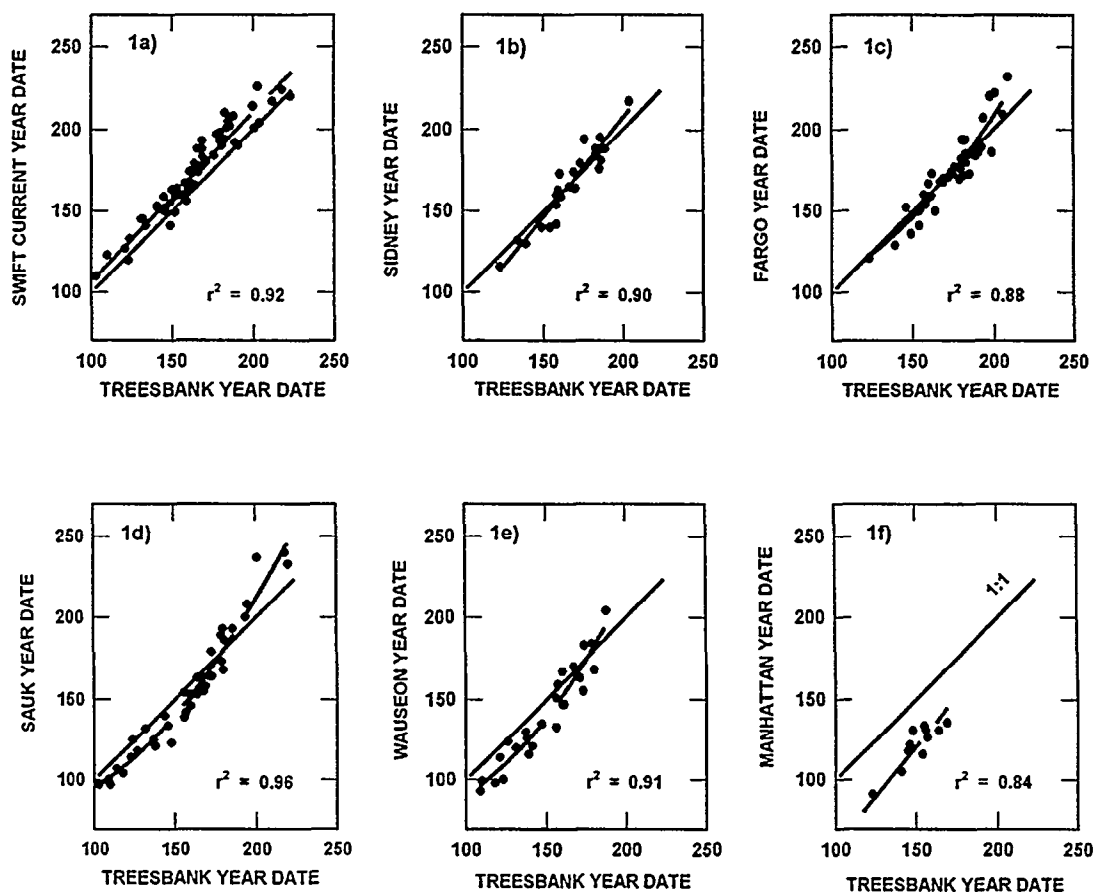 1a)
SWIFT CURRENT YEAR DATE
250
200
150
100
r² = 0.92
100 150 200 250
TREESBANK YEAR DATE
1b)
SIDNEY YEAR DATE
250
200
150
100
r² = 0.90
100 150 200 250
TREESBANK YEAR DATE
1c)
FARGO YEAR DATE
250
200
150
100
r² = 0.88
100 150 200 250
TREESBANK YEAR DATE
1d)
SAUK YEAR DATE
250
200
150
100
r² = 0.96
100 150 200 250
TREESBANK YEAR DATE
1e)
WAUSEON YEAR DATE
250
200
150
100
r² = 0.91
100 150 200 250
TREESBANK YEAR DATE
1f)
MANHATTAN YEAR DATE
250
200
150
100
1:1
r² = 0.84
100 150 200 250
TREESBANK YEAR DATE